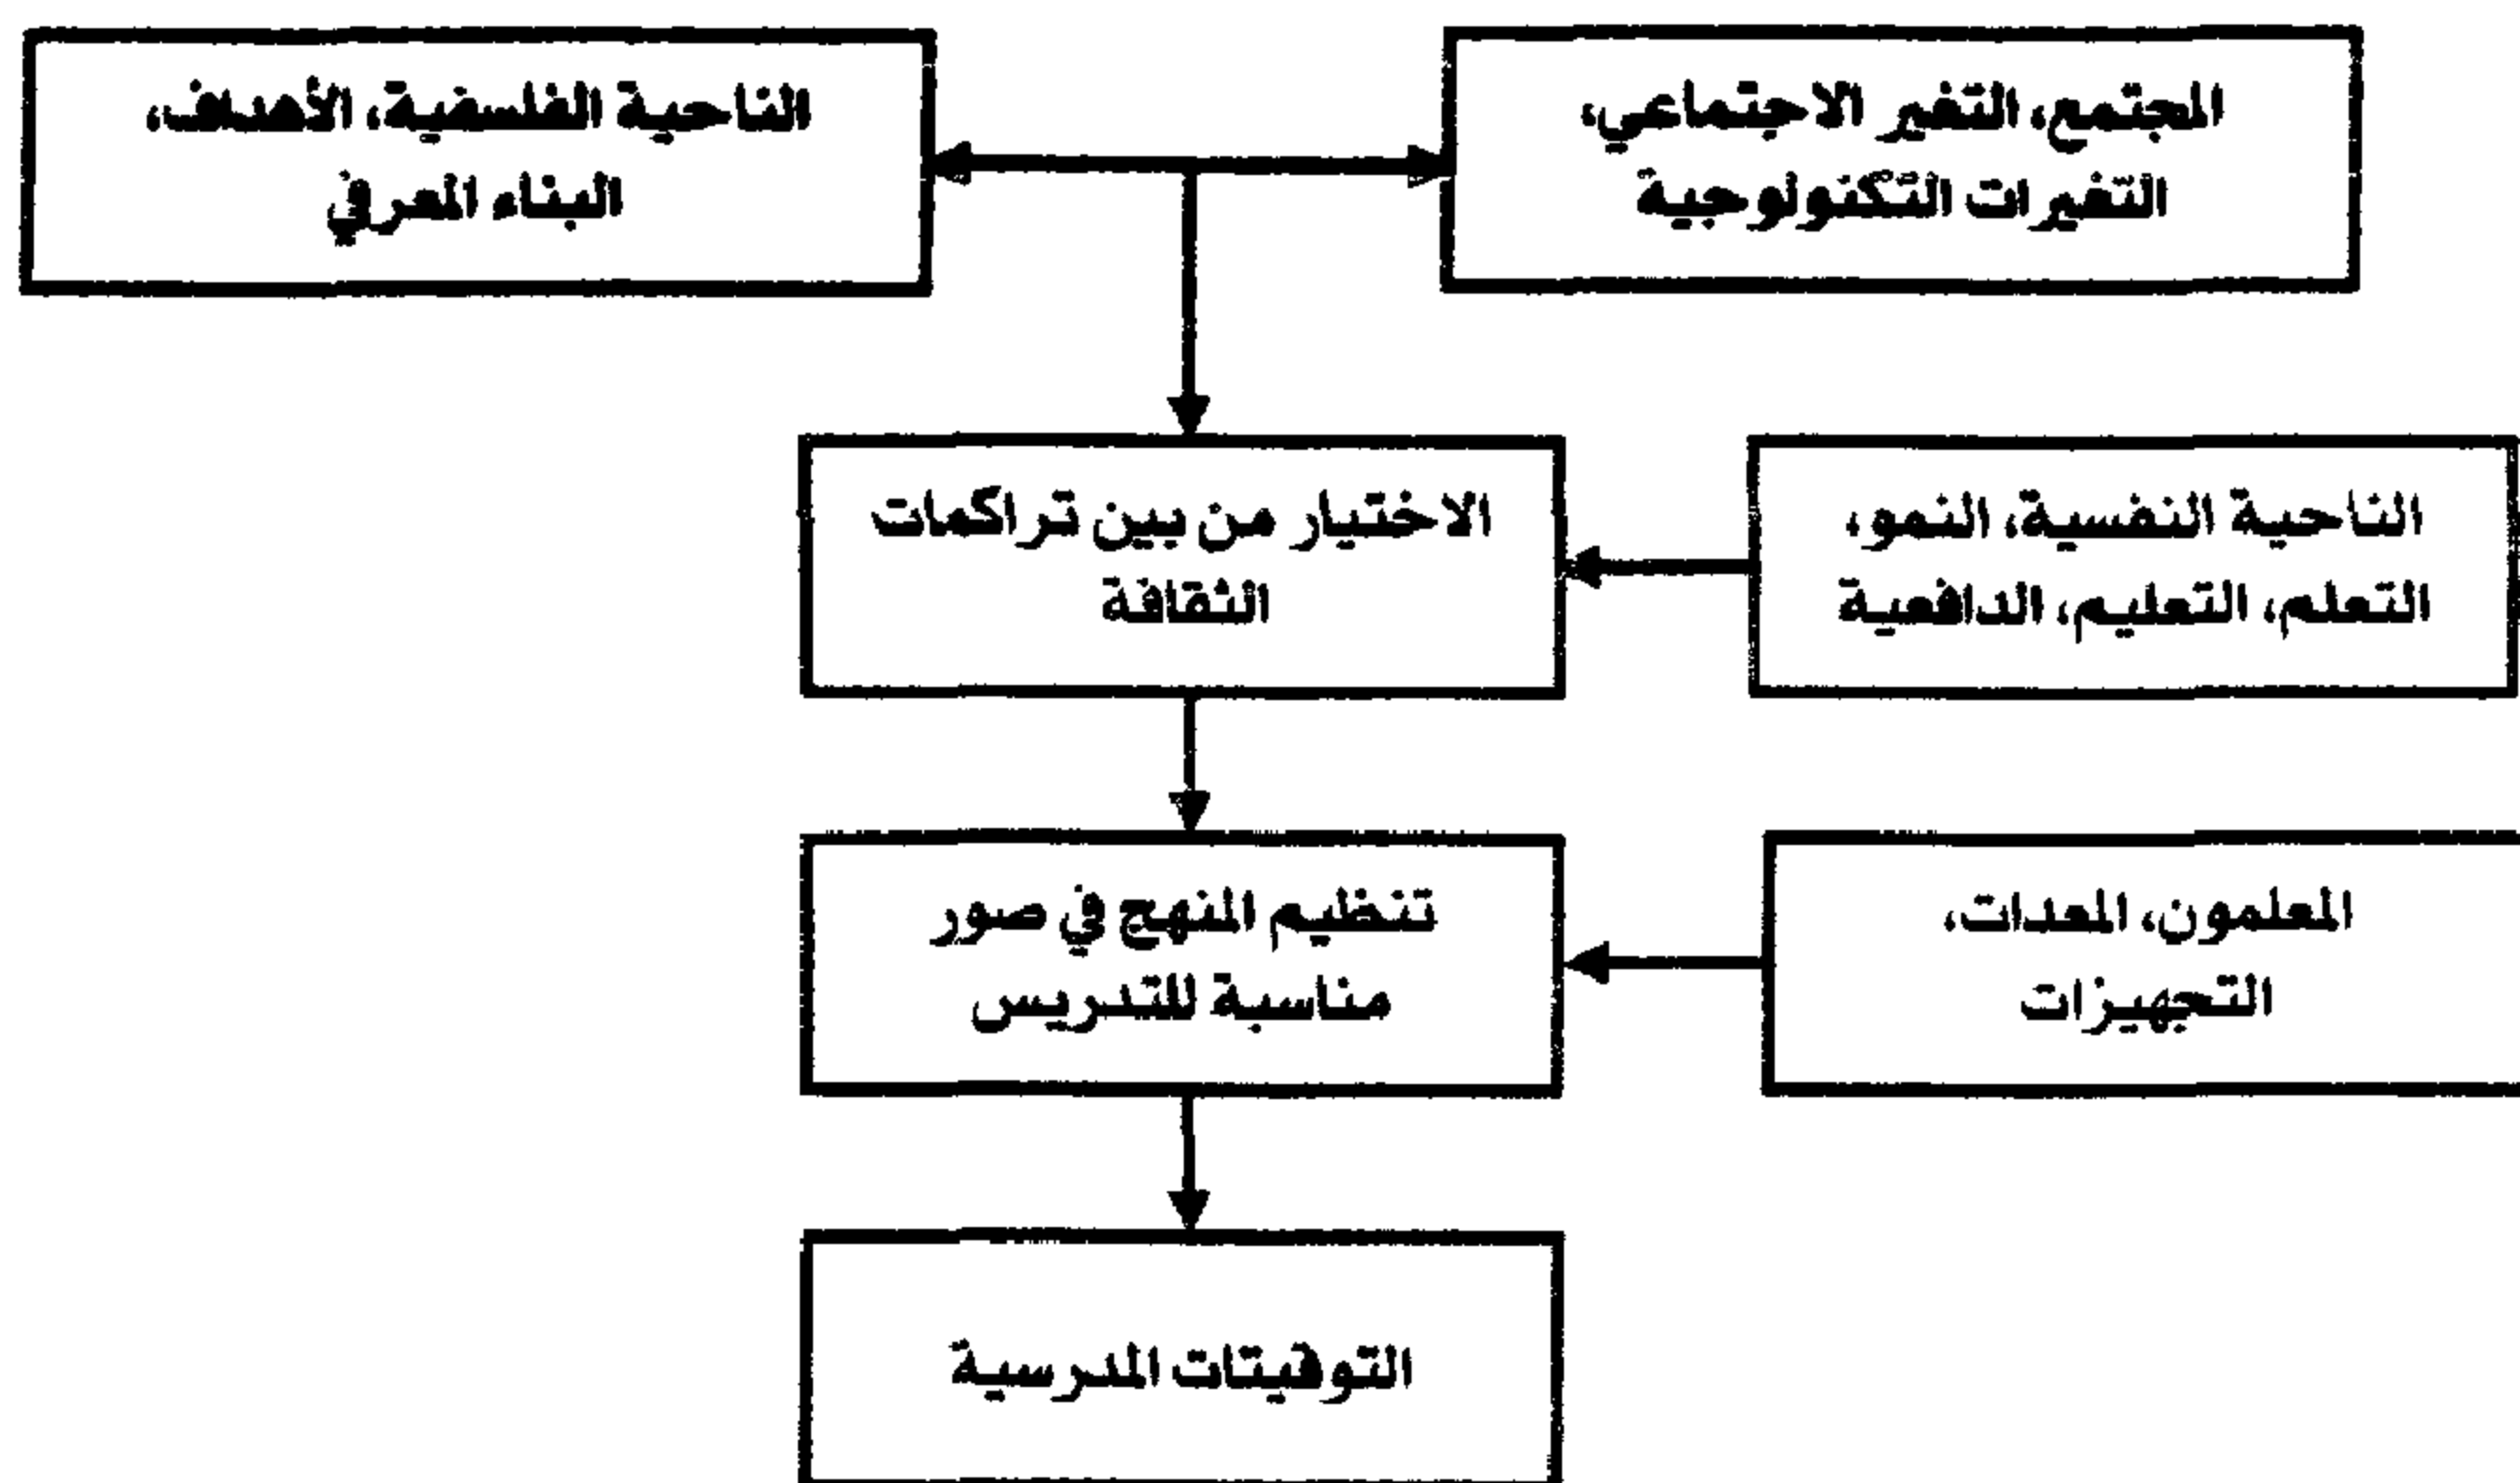 المجتمع، التغير الاجتماعي،
التغيرات التكنولوجية
الناحية الفلسفية، الأهداف،
البناء المعرفي
الناحية النفسية، النمو،
التعلم، التعليم، الدافعية
الاختيار من بين تراكمات
الثقافة
المعلمون، المعدات،
التجهيزات
تنظيم المنهج في صور
مناسبة للتدريس
التوقيتات المدرسية